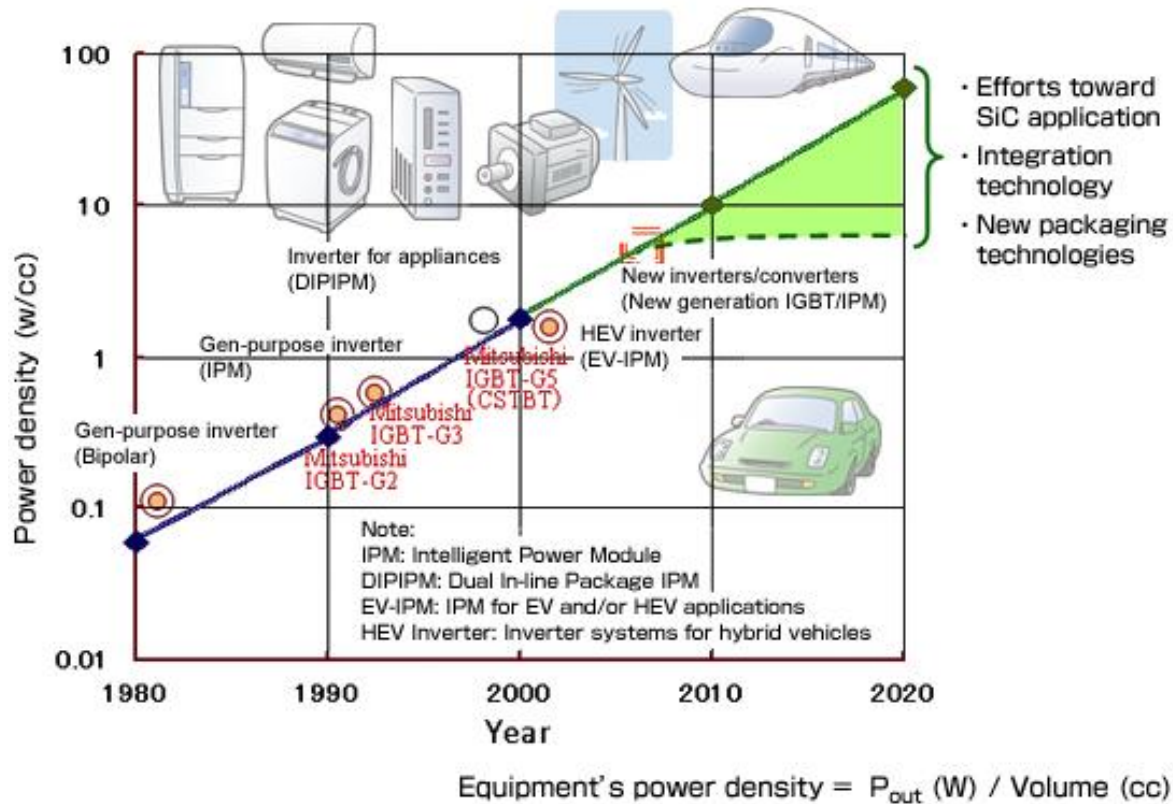 100
10
1
0.1
0.01
Power density (w/cc)
1980
1990
2000
2010
2020
Year
Inverter for appliances
(DIPIPM)
Gen-purpose inverter
(IPM)
Gen-purpose inverter
(Bipolar)
Mitsubishi
IGBT-G2
Mitsubishi
IGBT-G3
Mitsubishi
IGBT-G5
(CSTBT)
HEV inverter
(EV-IPM)
New inverters/converters
(New generation IGBT/IPM)
・Efforts toward
SiC application
・Integration
technology
・New packaging
technologies
Note:
IPM: Intelligent Power Module
DIPIPM: Dual In-line Package IPM
EV-IPM: IPM for EV and/or HEV applications
HEV Inverter: Inverter systems for hybrid vehicles
Equipment's power density = Pout (W) / Volume (cc)